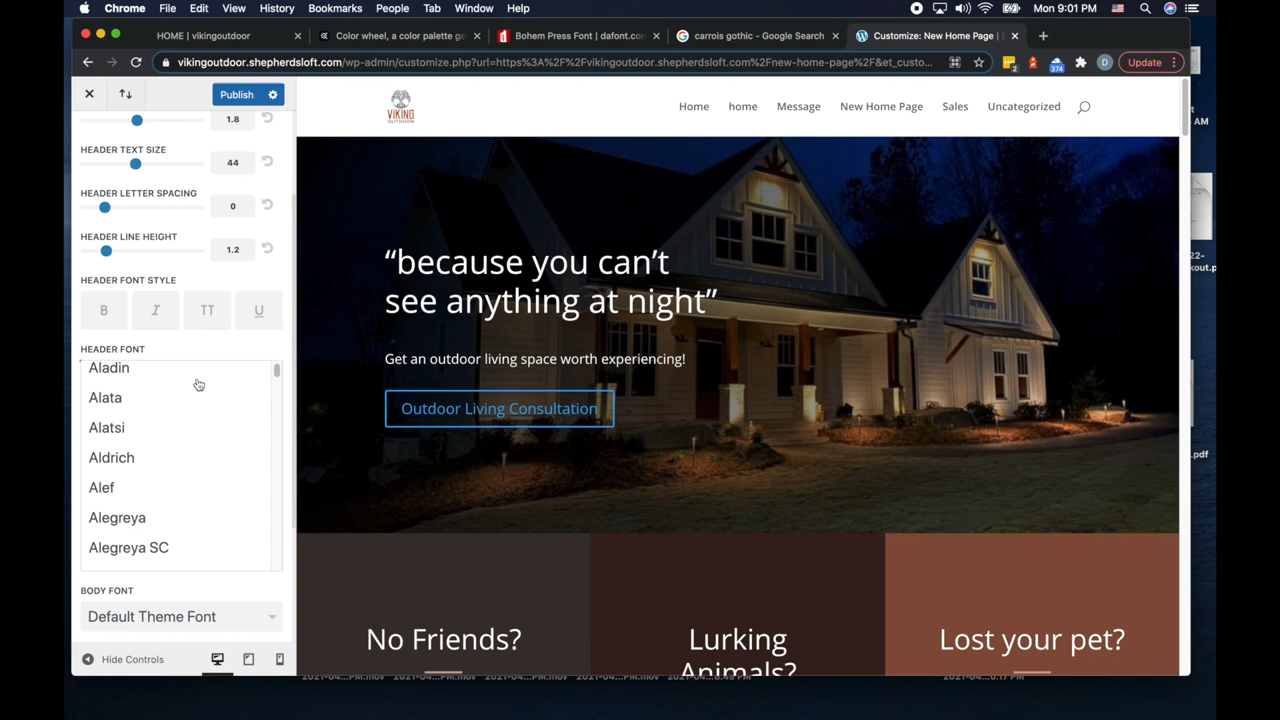 Chrome File Edit View History Bookmarks People Tab Window Help
Mon 9:01 PM
HOME | vikingoutdoor
Color wheel, a color palette ge
Bohem Press Font | dafont.com
carrois gothic - Google Search
Customize: New Home Page |
vikingoutdoor.shepherdsloft.com/wp-admin/customize.php?url=https%3A%2F%2Fvikingoutdoor.shepherdsloft.com%2Fnew-home-page%2F&et_custo...
2
374
D
Update
Publish
VIKING
OUTDOOR
Home home Message New Home Page Sales Uncategorized
AM
1.8
HEADER TEXT SIZE
44
HEADER LETTER SPACING
0
HEADER LINE HEIGHT
1.2
HEADER FONT STYLE
B I TT U
HEADER FONT
Aladin
Alata
Alatsi
Aldrich
Alef
Alegreya
Alegreya SC
BODY FONT
Default Theme Font
Hide Controls
“because you can’t
see anything at night”
Get an outdoor living space worth experiencing!
Outdoor Living Consultation
No Friends?
Lurking
Animals?
Lost your pet?
22-
kout.p
.pdf